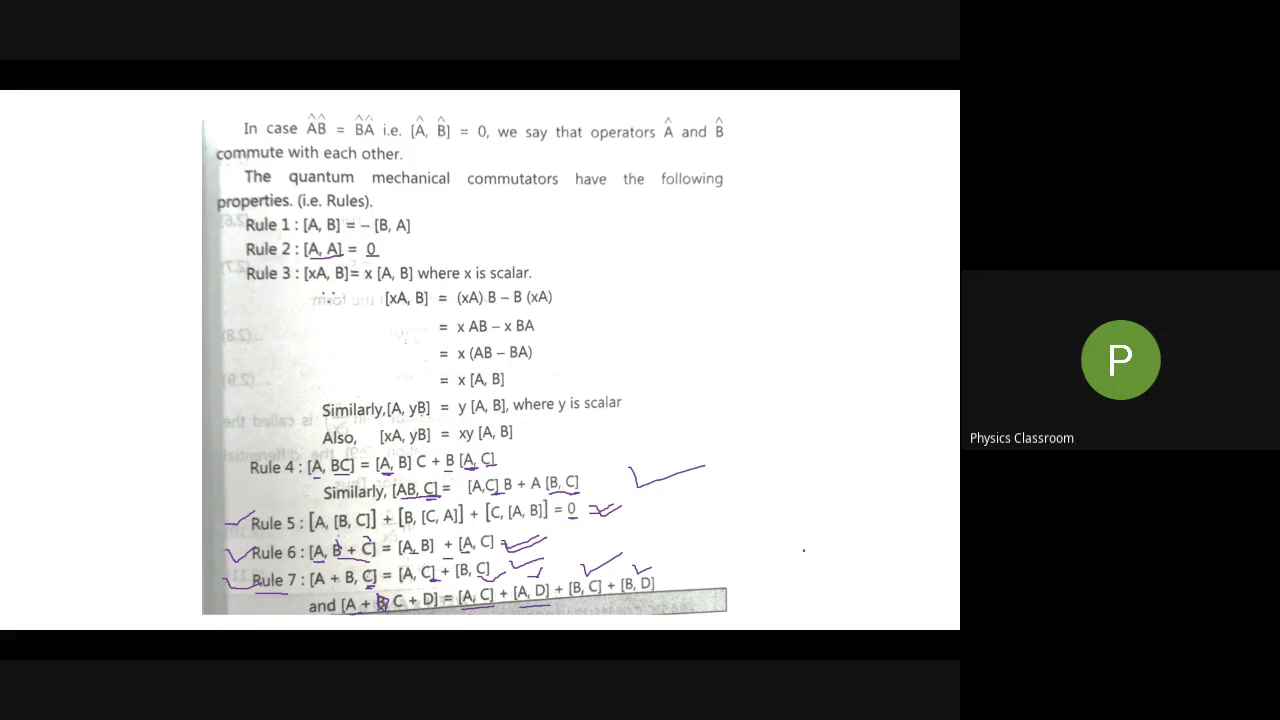 In case ÂB̂ = B̂Â i.e. [Â, B̂] = 0, we say that operators Â and B̂
commute with each other.
The quantum mechanical commutators have the following
properties. (i.e. Rules).
Rule 1 : [A, B] = – [B, A]
Rule 2 : [A, A] = 0
Rule 3 : [xA, B]= x [A, B] where x is scalar.
∵ [xA, B] = (xA) B – B (xA)
= x AB – x BA
= x (AB – BA)
= x [A, B]
Similarly,[A, yB] = y [A, B], where y is scalar
Also, [xA, yB] = xy [A, B]
Rule 4 : [A, BC] = [A, B] C + B [A, C]
Similarly, [AB, C] = [A,C] B + A [B, C]
Rule 5 : [A, [B, C]] + [B, [C, A]] + [C, [A, B]] = 0
Rule 6 : [A, B + C] = [A, B] + [A, C]
Rule 7 : [A + B, C] = [A, C] + [B, C]
and [A + B, C + D] = [A, C] + [A, D] + [B, C] + [B, D]
P
Physics Classroom